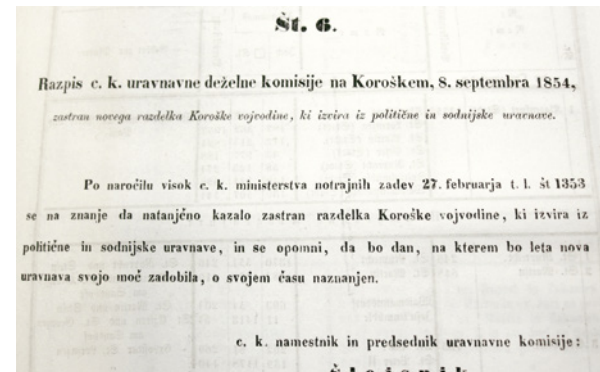 Št. 6.
Razpis c. k. uravnavne deželne komisije na Koroškem, 8. septembra 1854,
zastran novega razdelka Koroške vojvodine, ki izvira iz politične in sodnijske uravnave.
Po naročilu visok c. k. ministerstva notrajnih zadev 27. februarja t. l. št 1353
se na znanje da natanjčno kazalo zastran razdelka Koroške vojvodine, ki izvira iz
politične in sodnijske uravnave, in se opomni, da bo dan, na kterem bo leta nova
uravnava svojo moč zadobila, o svojem času naznanjen.
c. k. namestnik in predsednik uravnavne komisije: